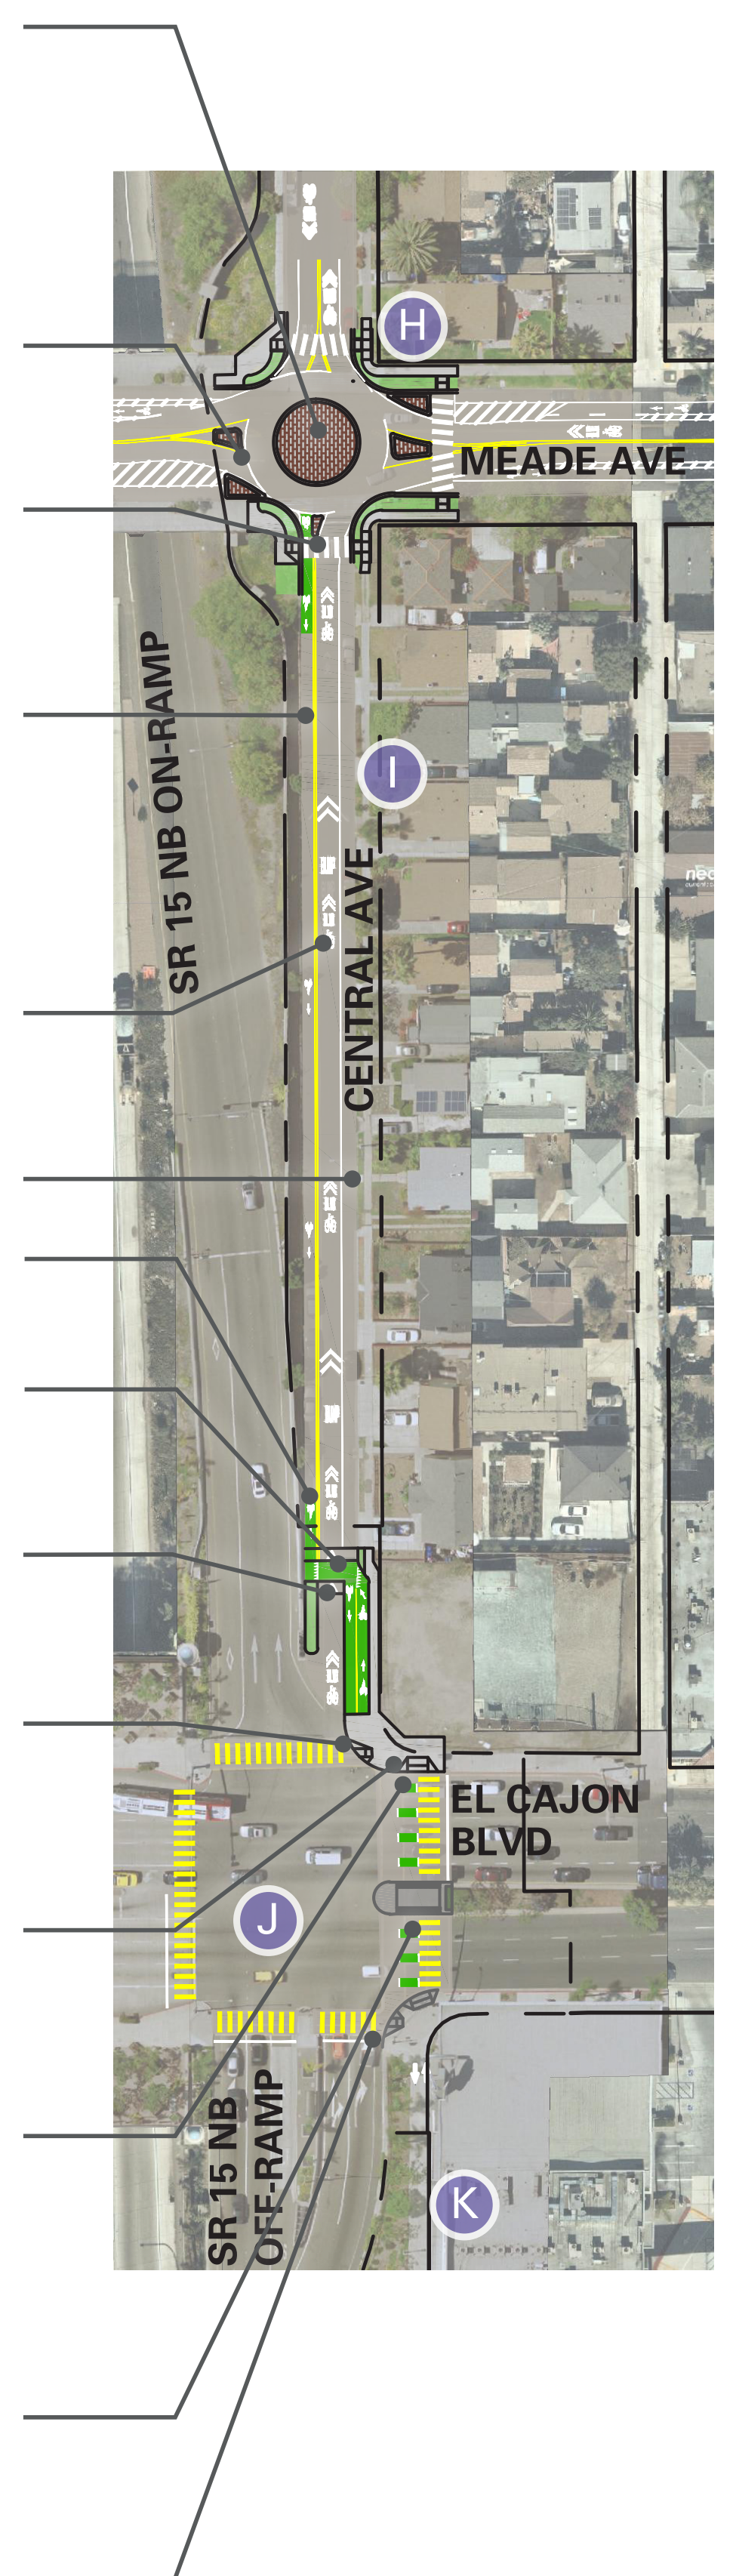 H
MEADE AVE
SR 15 NB ON-RAMP
I
CENTRAL AVE
EL CAJON
BLVD
J
SR 15 NB
OFF-RAMP
K